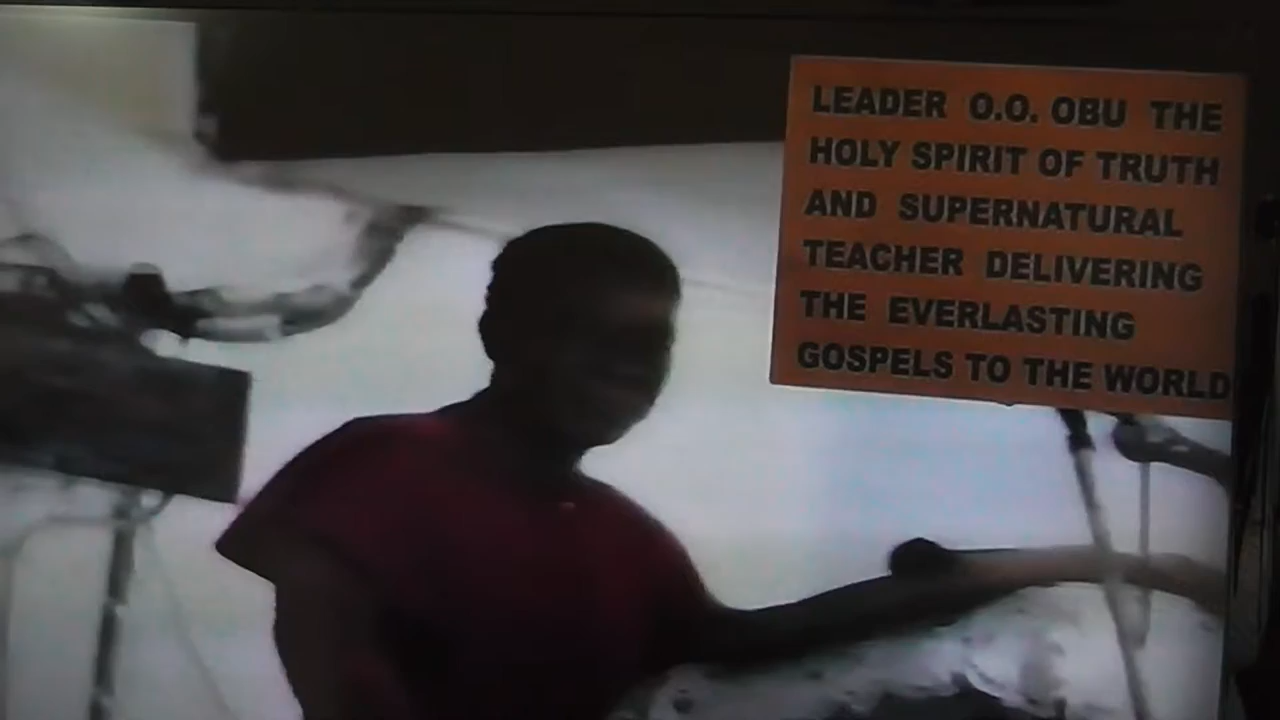 LEADER O.O. OBU THE
HOLY SPIRIT OF TRUTH
AND SUPERNATURAL
TEACHER DELIVERING
THE EVERLASTING
GOSPELS TO THE WORLD